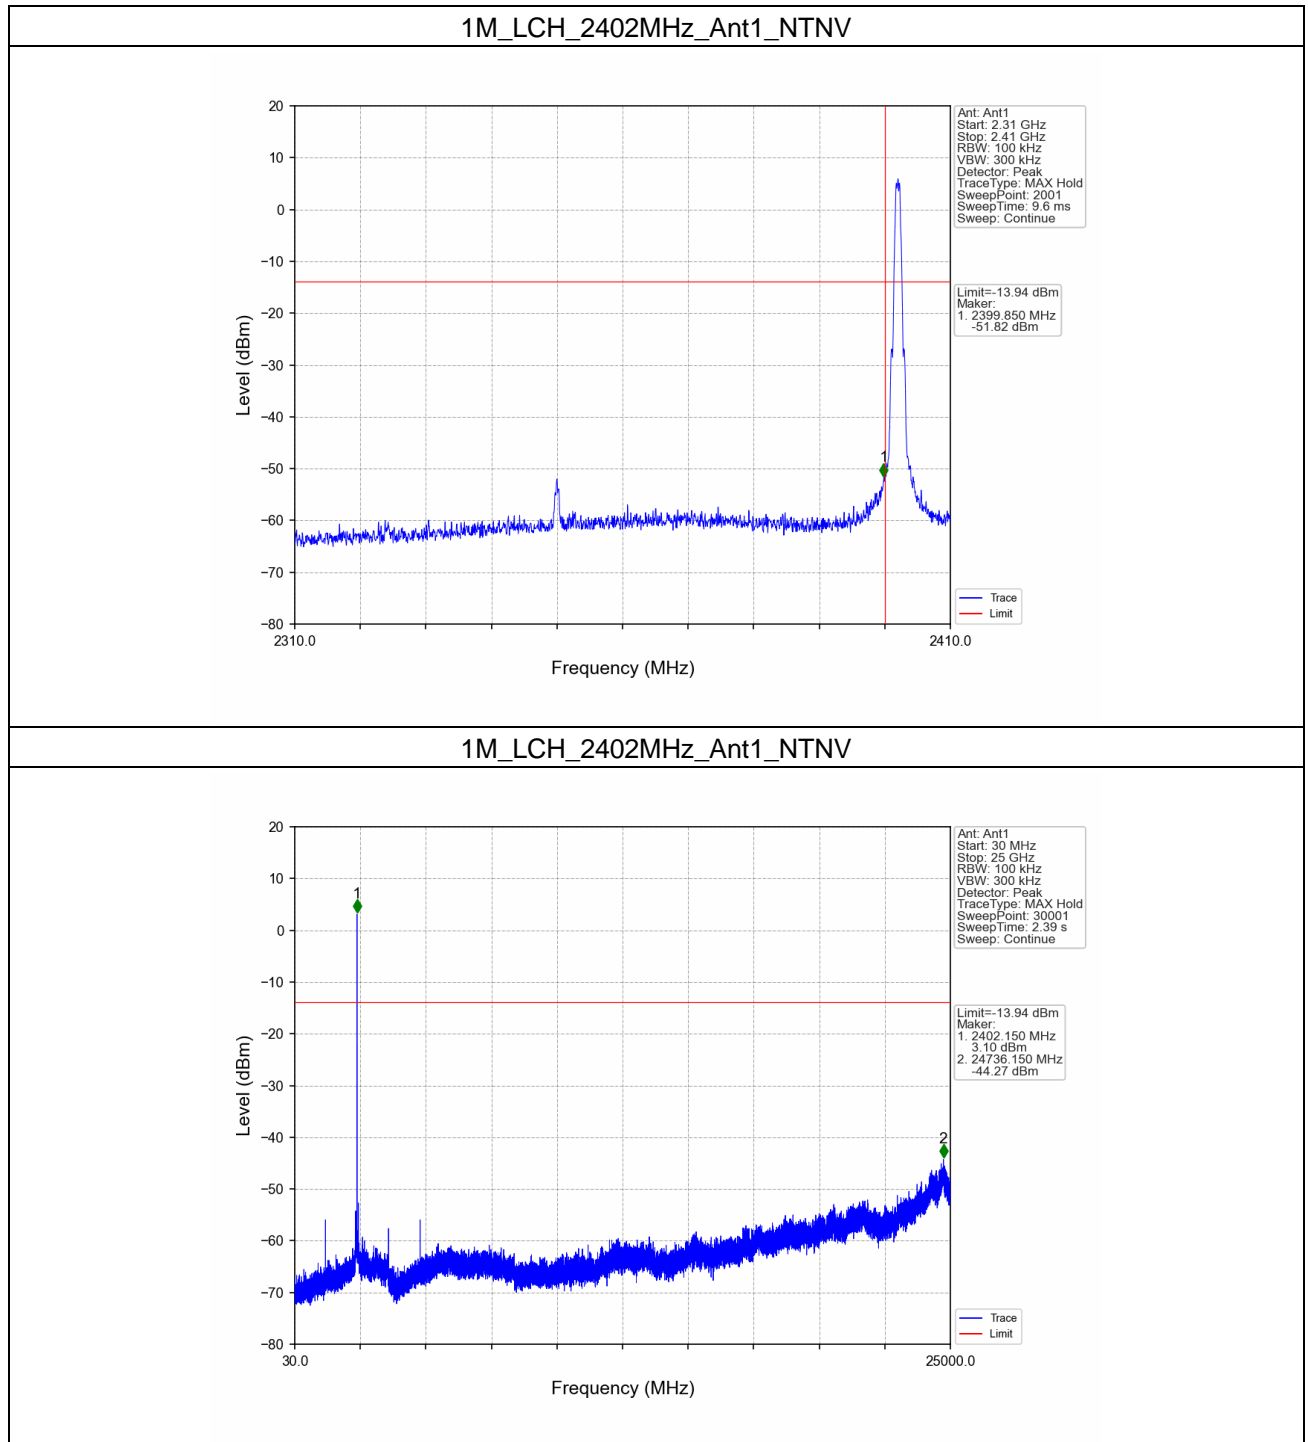 1M_LCH_2402MHz_Ant1_NTNV
20
10
0
−10
−20
−30
−40
−50
−60
−70
−80
Level (dBm)
1
2310.0
2410.0
Frequency (MHz)
Ant: Ant1
Start: 2.31 GHz
Stop: 2.41 GHz
RBW: 100 kHz
VBW: 300 kHz
Detector: Peak
TraceType: MAX Hold
SweepPoint: 2001
SweepTime: 9.6 ms
Sweep: Continue
Limit=-13.94 dBm
Maker:
1. 2399.850 MHz
-51.82 dBm
Trace
Limit
1M_LCH_2402MHz_Ant1_NTNV
20
10
0
−10
−20
−30
−40
−50
−60
−70
−80
Level (dBm)
1
2
30.0
25000.0
Frequency (MHz)
Ant: Ant1
Start: 30 MHz
Stop: 25 GHz
RBW: 100 kHz
VBW: 300 kHz
Detector: Peak
TraceType: MAX Hold
SweepPoint: 30001
SweepTime: 2.39 s
Sweep: Continue
Limit=-13.94 dBm
Maker:
1. 2402.150 MHz
3.10 dBm
2. 24736.150 MHz
-44.27 dBm
Trace
Limit